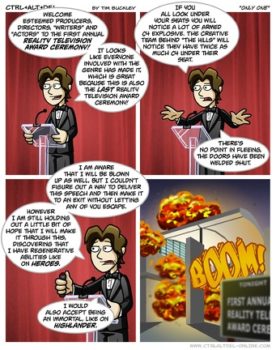 CTRL+ALT+DEL BY TIM BUCKLEY
"ONLY ONE"
WELCOME
ESTEEMED PRODUCERS,
DIRECTORS, "WRITERS" AND
"ACTORS" TO THE FIRST ANNUAL
REALITY TELEVISION
AWARD CEREMONY!
IT LOOKS
LIKE EVERYONE
INVOLVED WITH THE
GENRE HAS MADE IT,
WHICH IS GREAT
BECAUSE THIS IS ALSO
THE LAST REALITY
TELEVISION AWARD
CEREMONY!
IF YOU
ALL LOOK UNDER
YOUR SEATS YOU WILL
NOTICE A LOT OF ARMED
C4 EXPLOSIVE. THE CREATIVE
TEAM BEHIND "THE HILLS" WILL
NOTICE THEY HAVE TWICE AS
MUCH C4 UNDER THEIR
SEAT.
THERE'S
NO POINT IN FLEEING.
THE DOORS HAVE BEEN
WELDED SHUT.
I AM AWARE
THAT I WILL BE BLOWN
UP AS WELL, BUT I COULDN'T
FIGURE OUT A WAY TO DELIVER
THIS SPEECH AND THEN MAKE IT
TO AN EXIT WITHOUT LETTING
ANY OF YOU ESCAPE.
HOWEVER
I AM STILL HOLDING
OUT A LITTLE BIT OF
HOPE THAT I WILL MAKE
IT THROUGH THIS,
DISCOVERING THAT
I HAVE REGENERATIVE
ABILITIES LIKE
ON HEROES.
I WOULD
ALSO ACCEPT BEING
AN IMMORTAL, LIKE ON
HIGHLANDER.
BOOM!
TONIGHT
FIRST ANNUAL
REALITY TELE
AWARD CERE
WWW.CTRLALTDEL-ONLINE.COM